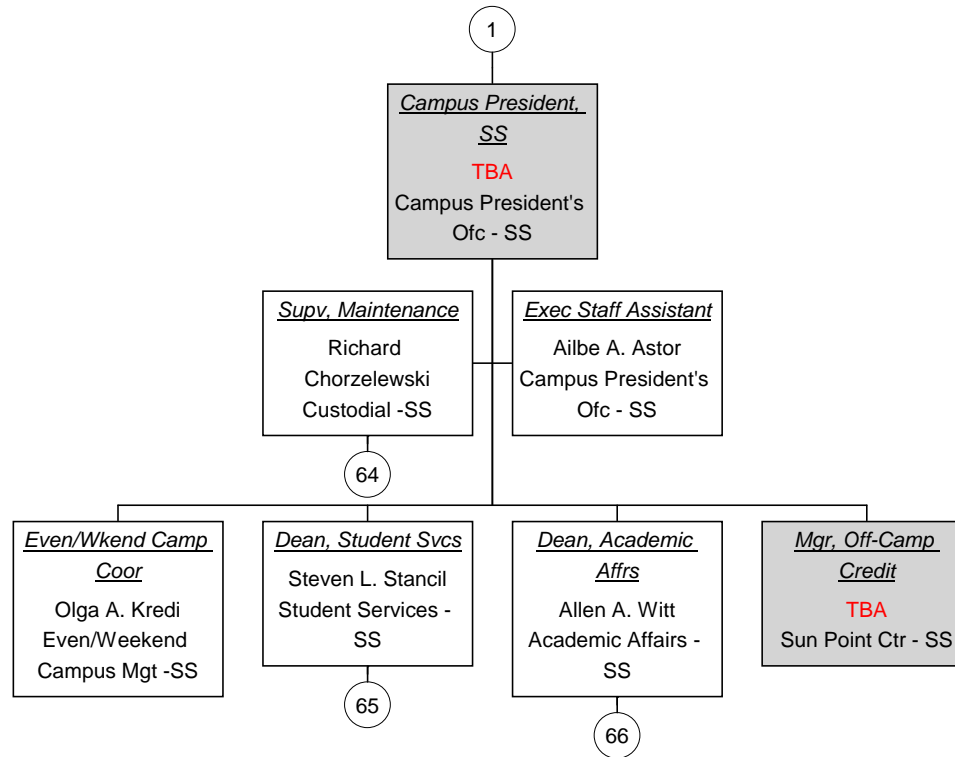 1
Campus President,
SS
TBA
Campus President's
Ofc - SS
Supv, Maintenance
Richard
Chorzelewski
Custodial -SS
64
Exec Staff Assistant
Ailbe A. Astor
Campus President's
Ofc - SS
Even/Wkend Camp
Coor
Olga A. Kredi
Even/Weekend
Campus Mgt -SS
Dean, Student Svcs
Steven L. Stancil
Student Services -
SS
65
Dean, Academic
Affrs
Allen A. Witt
Academic Affairs -
SS
66
Mgr, Off-Camp
Credit
TBA
Sun Point Ctr - SS